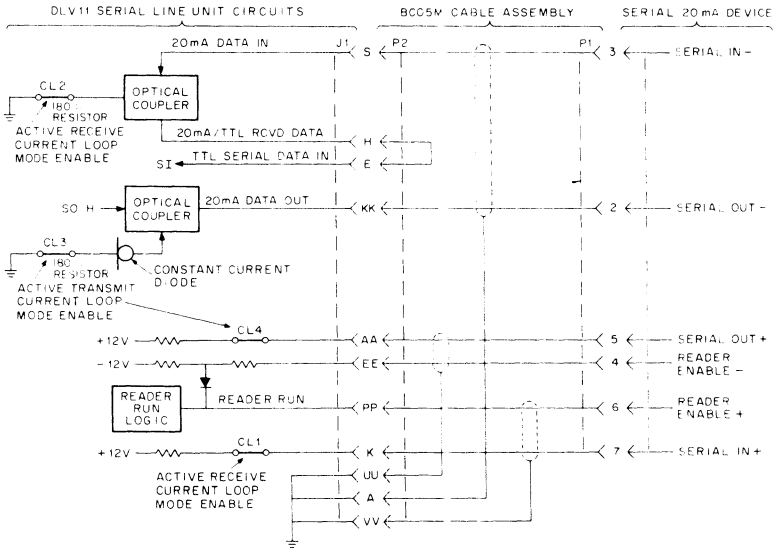 DLV11 SERIAL LINE UNIT CIRCUITS
BC05M CABLE ASSEMBLY
SERIAL 20mA DEVICE
20mA DATA IN
J1
S
P2
P1
3
SERIAL IN-
CL2
180
RESISTOR
ACTIVE RECEIVE
CURRENT LOOP
MODE ENABLE
OPTICAL
COUPLER
20mA/TTL RCVD DATA
H
SI
TTL SERIAL DATA IN
E
SO H
OPTICAL
COUPLER
20mA DATA OUT
KK
2
SERIAL OUT-
CL3
180
RESISTOR
ACTIVE TRANSMIT
CURRENT LOOP
MODE ENABLE
CONSTANT CURRENT
DIODE
CL4
+12V
AA
5
SERIAL OUT+
-12V
EE
4
READER
ENABLE-
READER
RUN
LOGIC
READER RUN
PP
6
READER
ENABLE+
+12V
CL1
K
7
SERIAL IN+
ACTIVE RECEIVE
CURRENT LOOP
MODE ENABLE
UU
A
VV